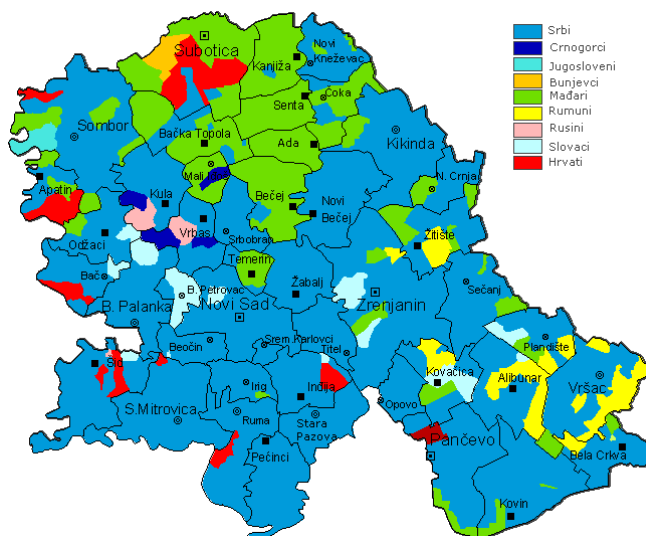 Subotica
Kanjiža
Novi
Kneževac
Srbi
Crnogorci
Jugosloveni
Bunjevci
Mađari
Rumuni
Rusini
Slovaci
Hrvati
Senta
Čoka
Sombor
Bačka Topola
Ada
Kikinda
Mali Iđoš
Apatin
Kula
Bečej
Novi
Bečej
N. Crnja
Odžaci
Vrbas
Srbobran
Žitište
Bač
Temerin
B. Petrovac
Žabalj
Sečanj
B. Palanka
Novi Sad
Zrenjanin
Beočin
Srem.Karlovci
Titel
Plandište
Šid
Kovačica
Alibunar
Vršac
Irig
Inđija
Opovo
S.Mitrovica
Ruma
Stara
Pazova
Pančevo
Pećinci
Bela Crkva
Kovin